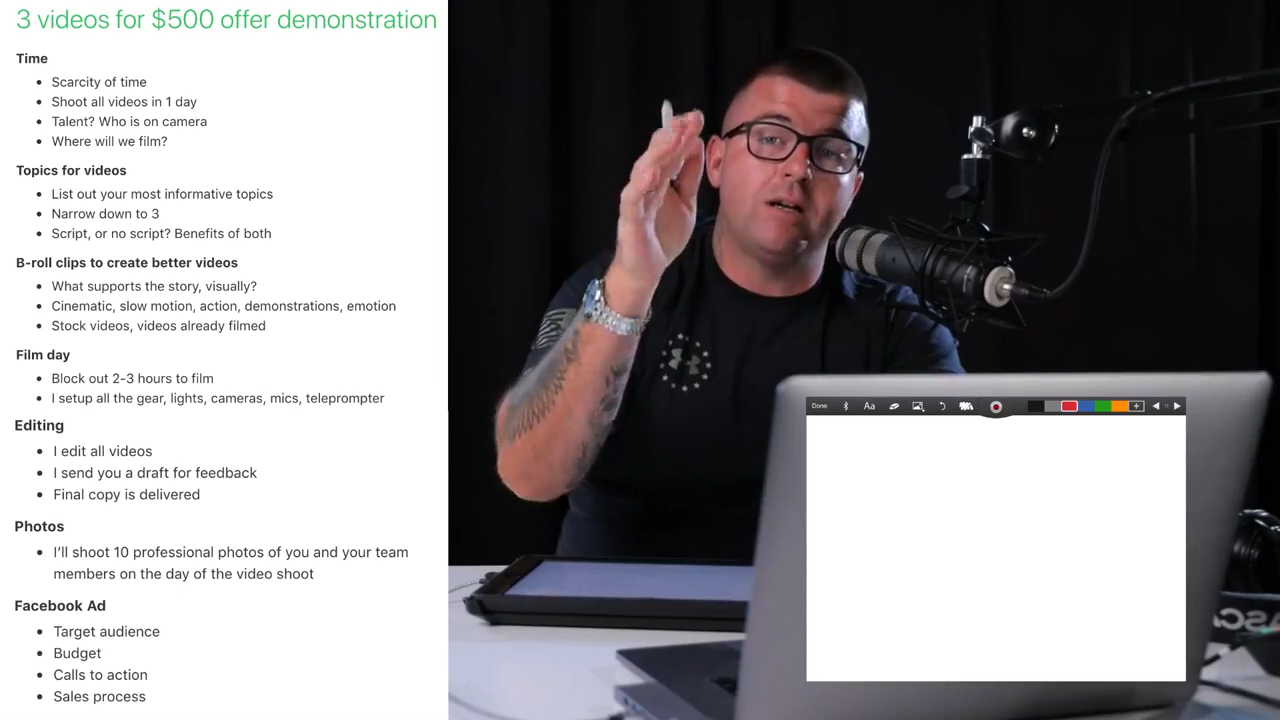 3 videos for $500 offer demonstration
Time
• Scarcity of time
• Shoot all videos in 1 day
• Talent? Who is on camera
• Where will we film?
Topics for videos
• List out your most informative topics
• Narrow down to 3
• Script, or no script? Benefits of both
B-roll clips to create better videos
• What supports the story, visually?
• Cinematic, slow motion, action, demonstrations, emotion
• Stock videos, videos already filmed
Film day
• Block out 2-3 hours to film
• I setup all the gear, lights, cameras, mics, teleprompter
Editing
• I edit all videos
• I send you a draft for feedback
• Final copy is delivered
Photos
• I'll shoot 10 professional photos of you and your team
members on the day of the video shoot
Facebook Ad
• Target audience
• Budget
• Calls to action
• Sales process
Done Aa